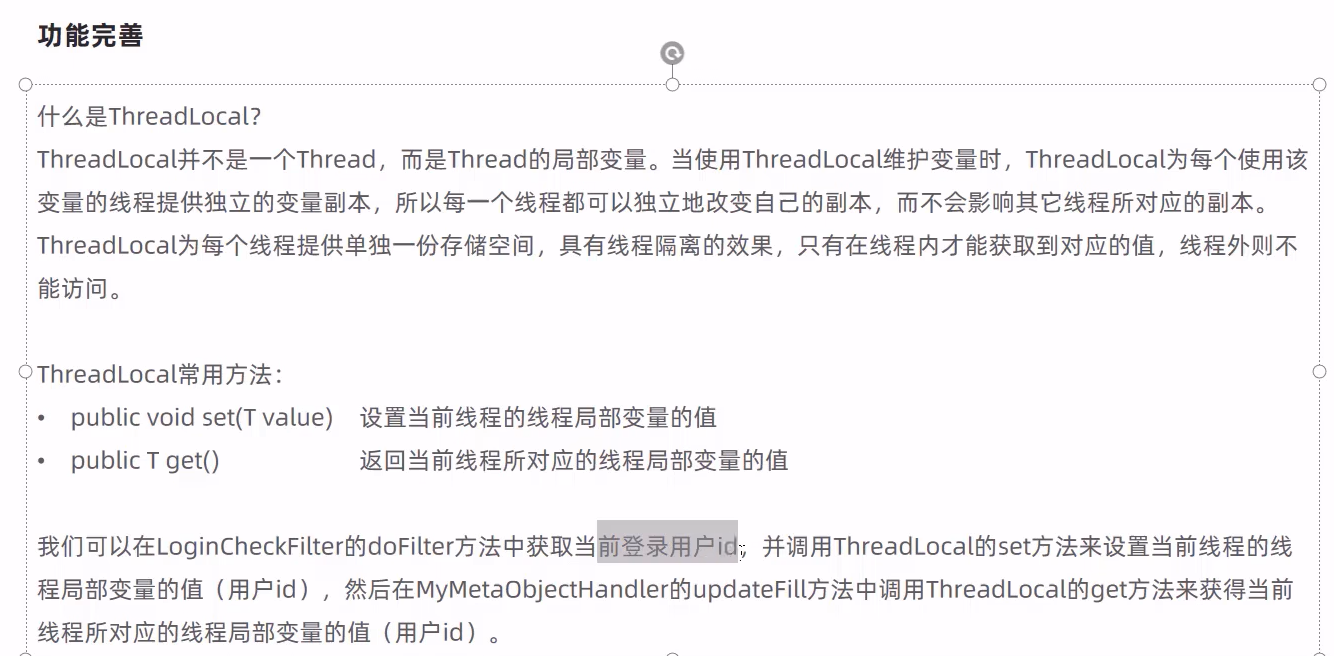 功能完善
什么是ThreadLocal?
ThreadLocal并不是一个Thread，而是Thread的局部变量。当使用ThreadLocal维护变量时，ThreadLocal为每个使用该
变量的线程提供独立的变量副本，所以每一个线程都可以独立地改变自己的副本，而不会影响其它线程所对应的副本。
ThreadLocal为每个线程提供单独一份存储空间，具有线程隔离的效果，只有在线程内才能获取到对应的值，线程外则不
能访问。
ThreadLocal常用方法：
• public void set(T value) 设置当前线程的线程局部变量的值
• public T get() 返回当前线程所对应的线程局部变量的值
我们可以在LoginCheckFilter的doFilter方法中获取当前登录用户id，并调用ThreadLocal的set方法来设置当前线程的线
程局部变量的值（用户id），然后在MyMetaObjectHandler的updateFill方法中调用ThreadLocal的get方法来获得当前
线程所对应的线程局部变量的值（用户id）。